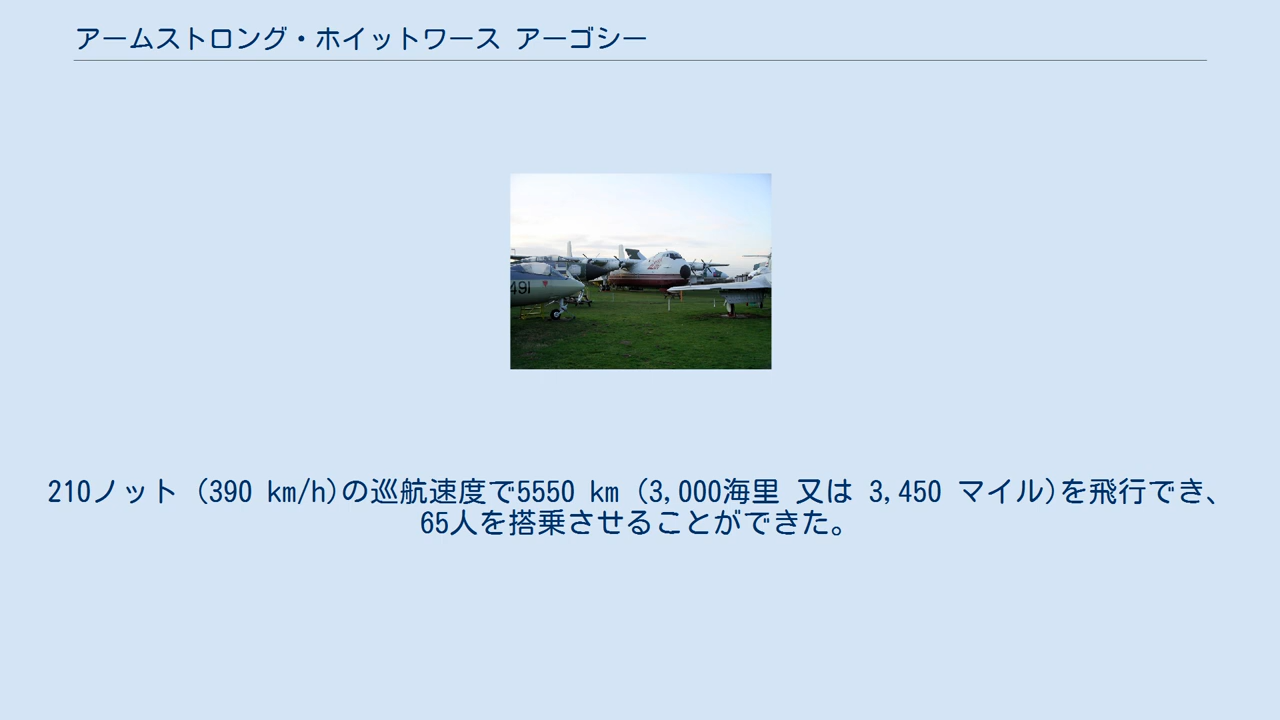 アームストロング・ホイットワース アーゴシー
491
210ノット (390 km/h)の巡航速度で5550 km (3,000海里 又は 3,450 マイル)を飛行でき、
65人を搭乗させることができた。